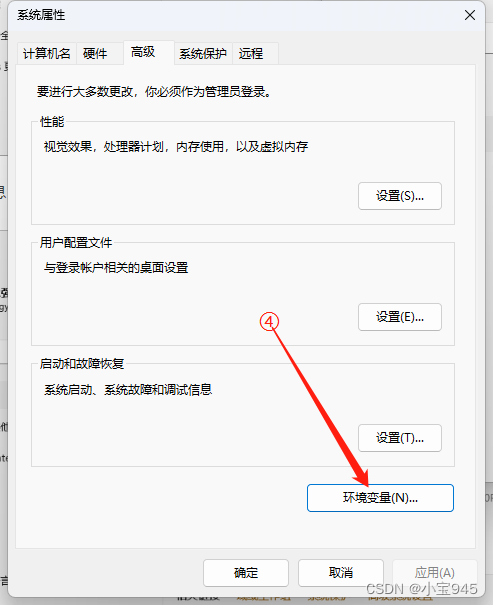 系统属性
计算机名 硬件 高级 系统保护 远程
要进行大多数更改，你必须作为管理员登录。
性能
视觉效果，处理器计划，内存使用，以及虚拟内存
设置(S)...
用户配置文件
与登录帐户相关的桌面设置
设置(E)...
④
启动和故障恢复
系统启动、系统故障和调试信息
设置(T)...
环境变量(N)...
确定 取消 应用(A)
CSDN @小宝945